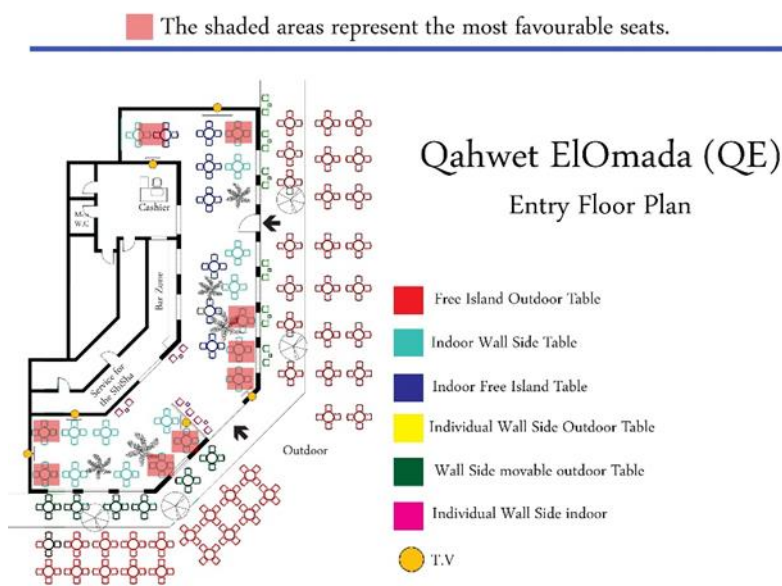 The shaded areas represent the most favourable seats.
Qahwet ElOmada (QE)
Entry Floor Plan
Cashier
W.C
Bar Zone
Service for
the ShiSha
Outdoor
Free Island Outdoor Table
Indoor Wall Side Table
Indoor Free Island Table
Individual Wall Side Outdoor Table
Wall Side movable outdoor Table
Individual Wall Side indoor
T.V